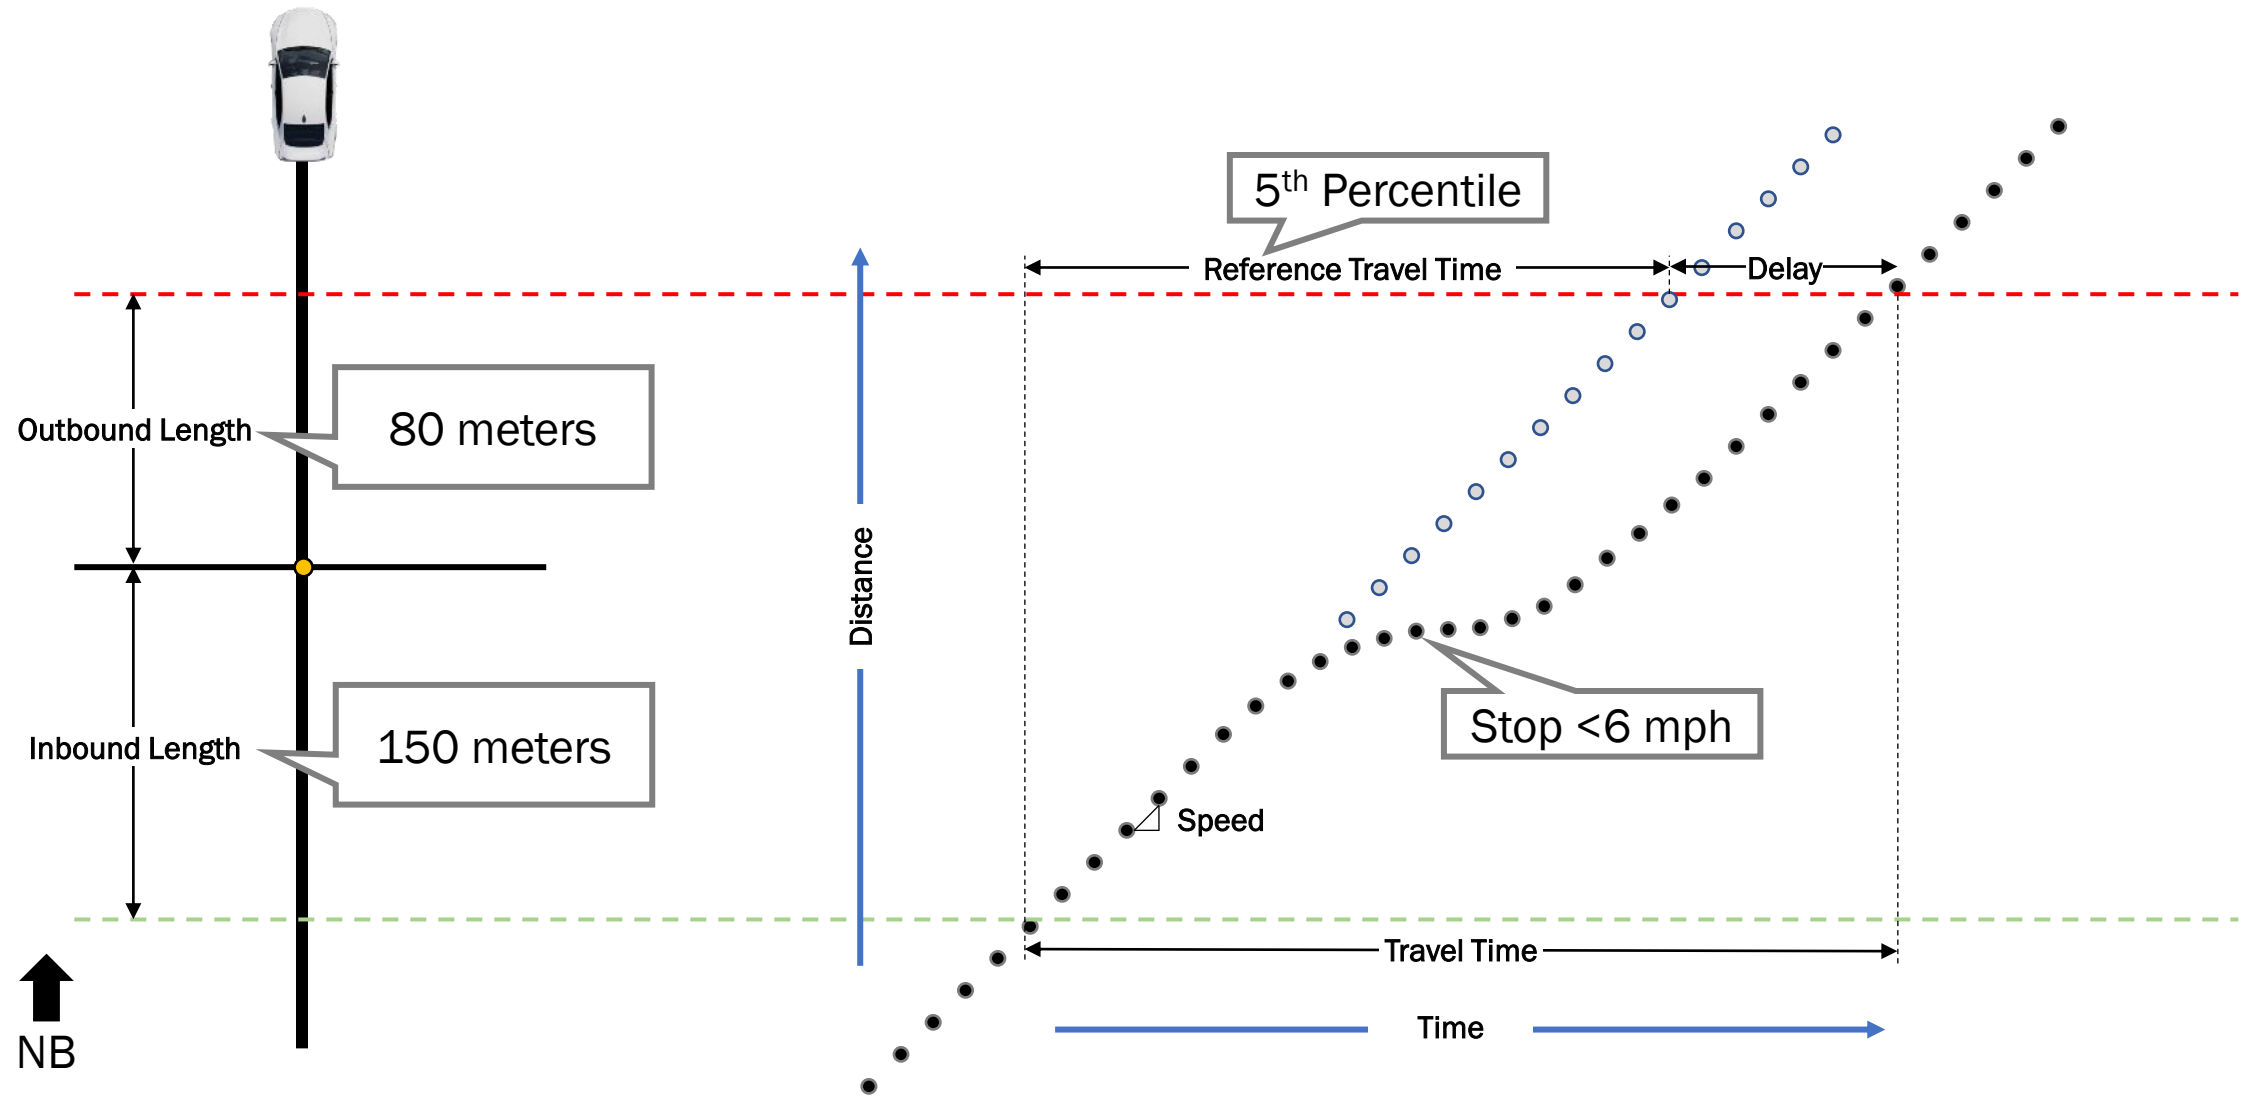 5th Percentile
Reference Travel Time
Delay
Outbound Length
80 meters
Distance
Stop <6 mph
Inbound Length
150 meters
Speed
Travel Time
Time
NB